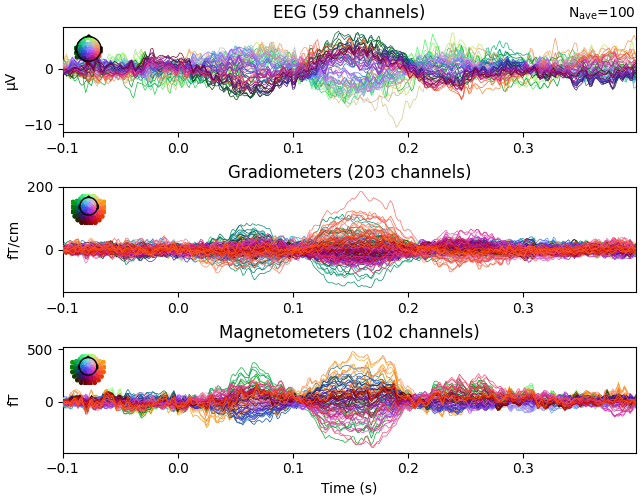 EEG (59 channels)
N_ave=100
µV
0
−10
−0.1 0.0 0.1 0.2 0.3
Gradiometers (203 channels)
fT/cm
200
0
−0.1 0.0 0.1 0.2 0.3
Magnetometers (102 channels)
fT
500
0
−0.1 0.0 0.1 0.2 0.3
Time (s)